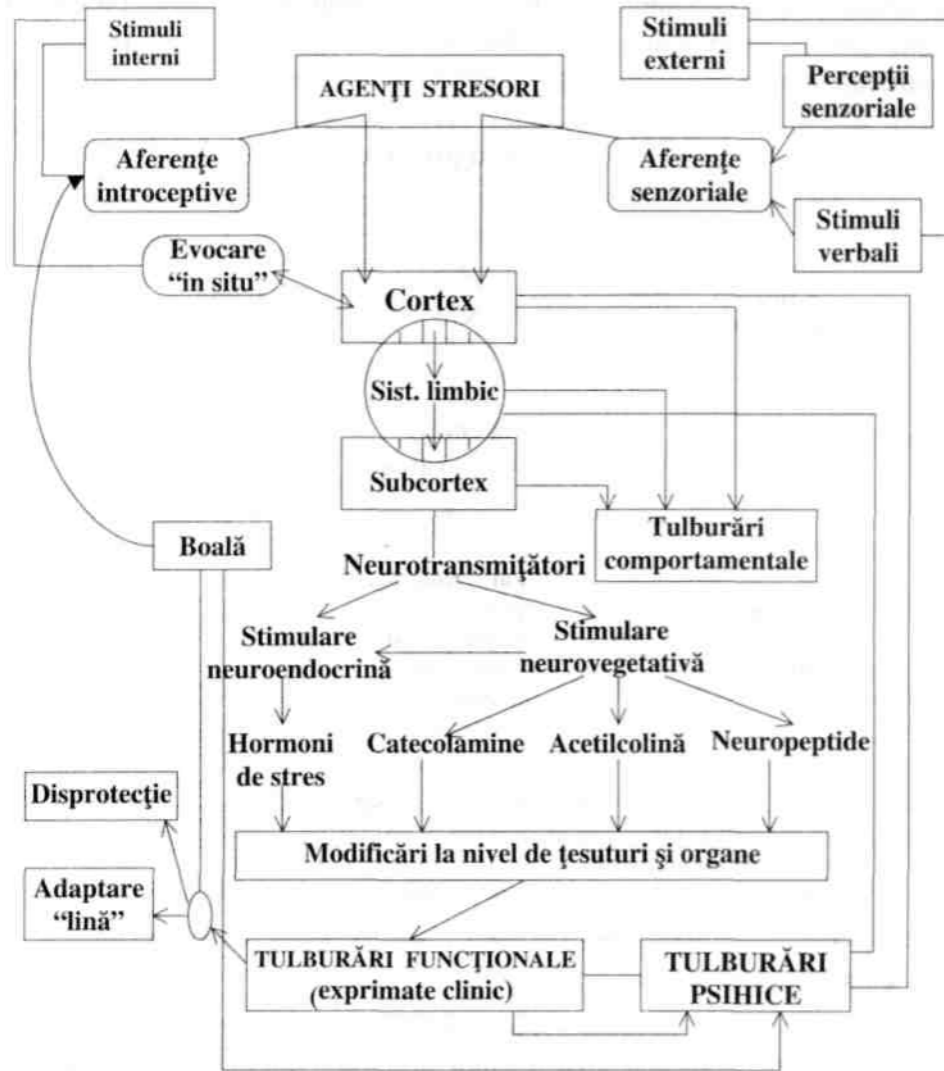 Stimuli
interni
Stimuli
externi
AGENŢI STRESORI
Percepţii
senzoriale
Aferenţe
introceptive
Aferenţe
senzoriale
Stimuli
verbali
Evocare
“in situ”
Cortex
Sist. limbic
Subcortex
Boală
Tulburări
comportamentale
Neurotransmiţători
Stimulare
neuroendocrină
Stimulare
neurovegetativă
Hormoni
de stres
Catecolamine
Acetilcolină
Neuropeptide
Disprotecţie
Modificări la nivel de ţesuturi şi organe
Adaptare
“lină”
TULBURĂRI FUNCŢIONALE
(exprimate clinic)
TULBURĂRI
PSIHICE